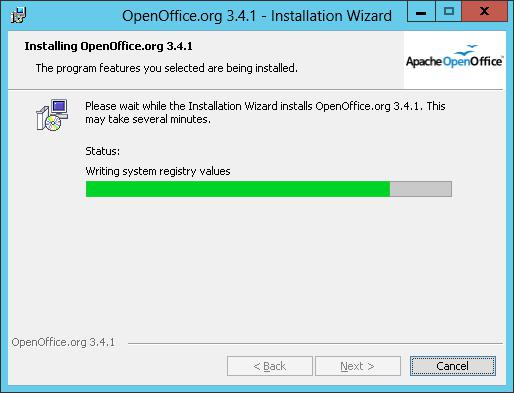 OpenOffice.org 3.4.1 - Installation Wizard
Installing OpenOffice.org 3.4.1
The program features you selected are being installed.
Apache OpenOffice™
Please wait while the Installation Wizard installs OpenOffice.org 3.4.1. This
may take several minutes.
Status:
Writing system registry values
OpenOffice.org 3.4.1
< Back
Next >
Cancel